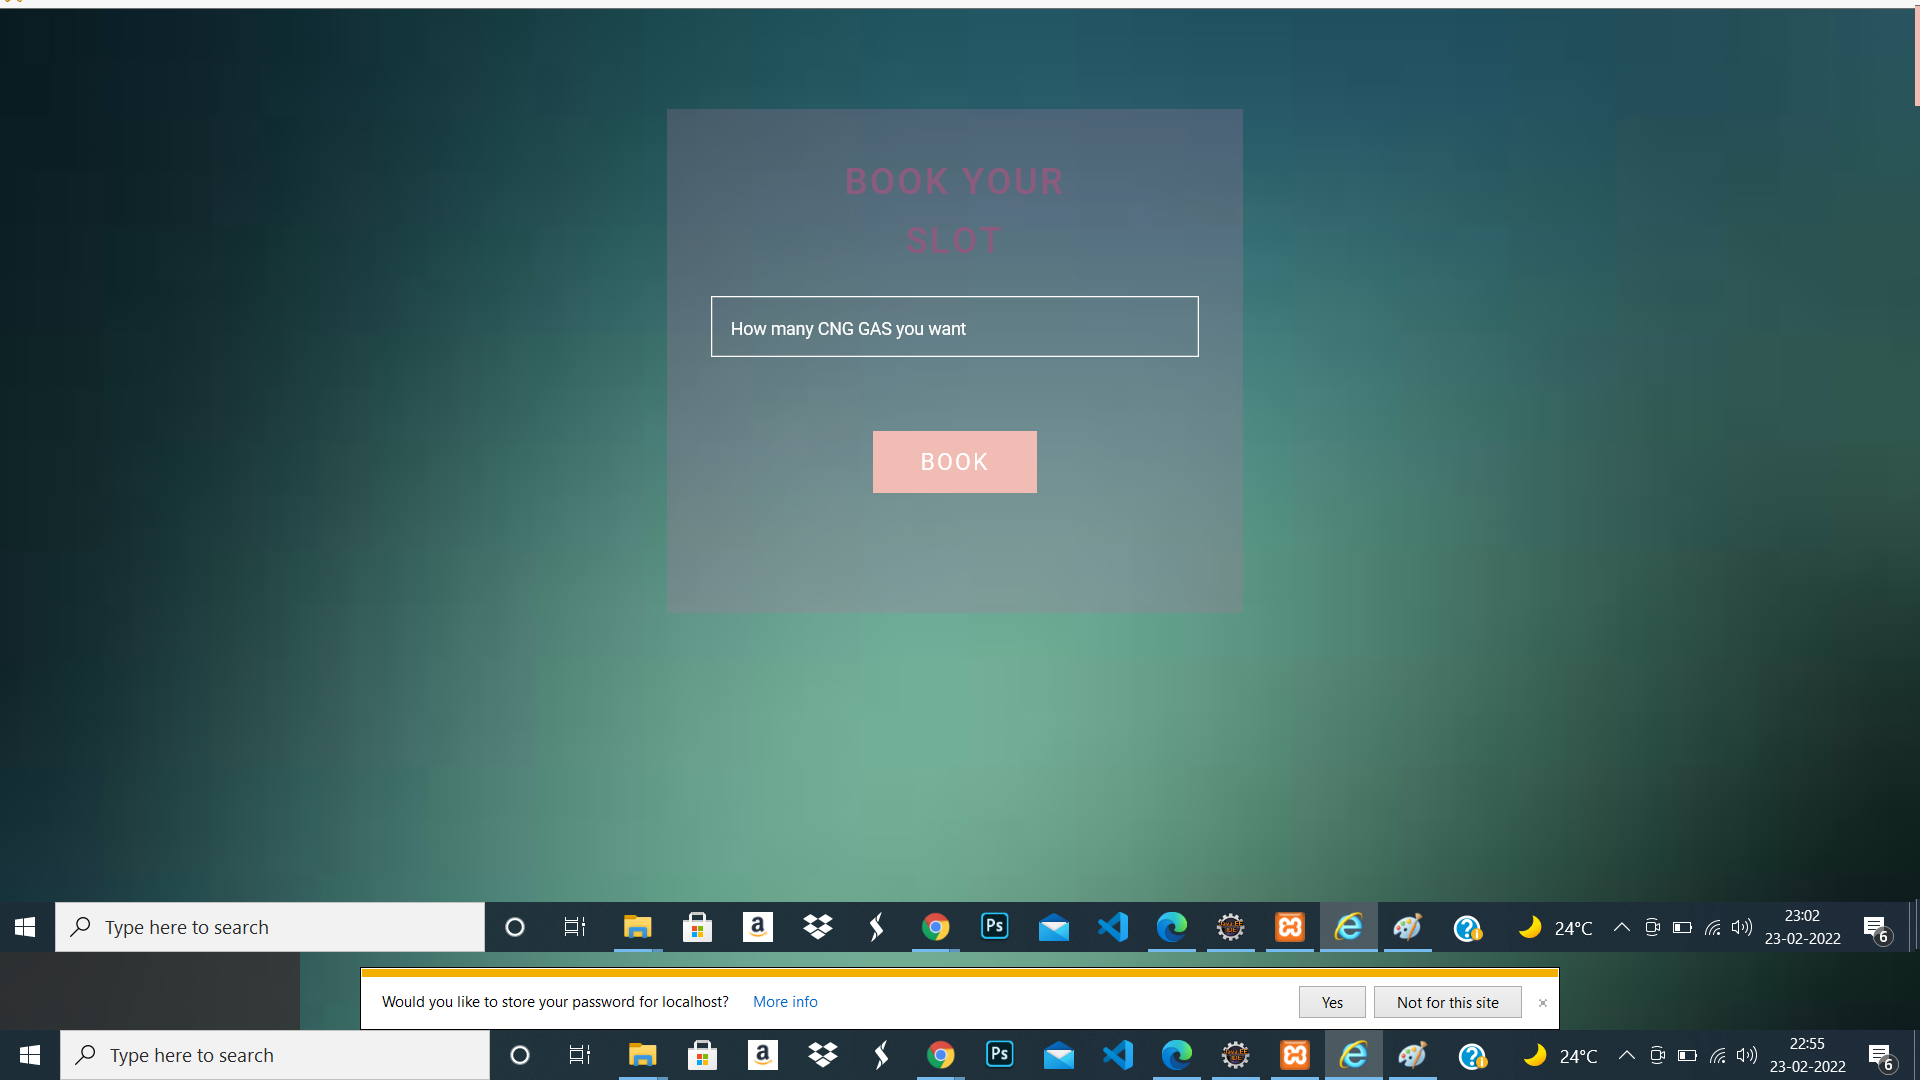 BOOK YOUR
SLOT
How many CNG GAS you want
BOOK
Type here to search
a
Ps
24°C
23:02
23-02-2022
6
Would you like to store your password for localhost?
More info
Yes
Not for this site
Type here to search
a
Ps
24°C
22:55
23-02-2022
6